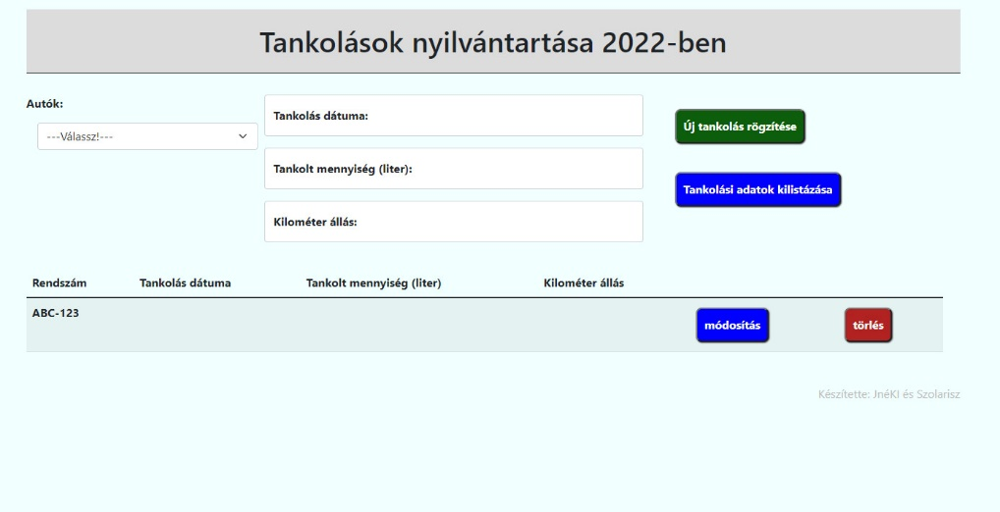 Tankolások nyilvántartása 2022-ben
Autók:
---Válassz!---
Tankolás dátuma:
Tankolt mennyiség (liter):
Kilométer állás:
Új tankolás rögzítése
Tankolási adatok kilistázása
Rendszám Tankolás dátuma Tankolt mennyiség (liter) Kilométer állás
ABC-123 módosítás törlés
Készítette: JnéKI és Szolarisz